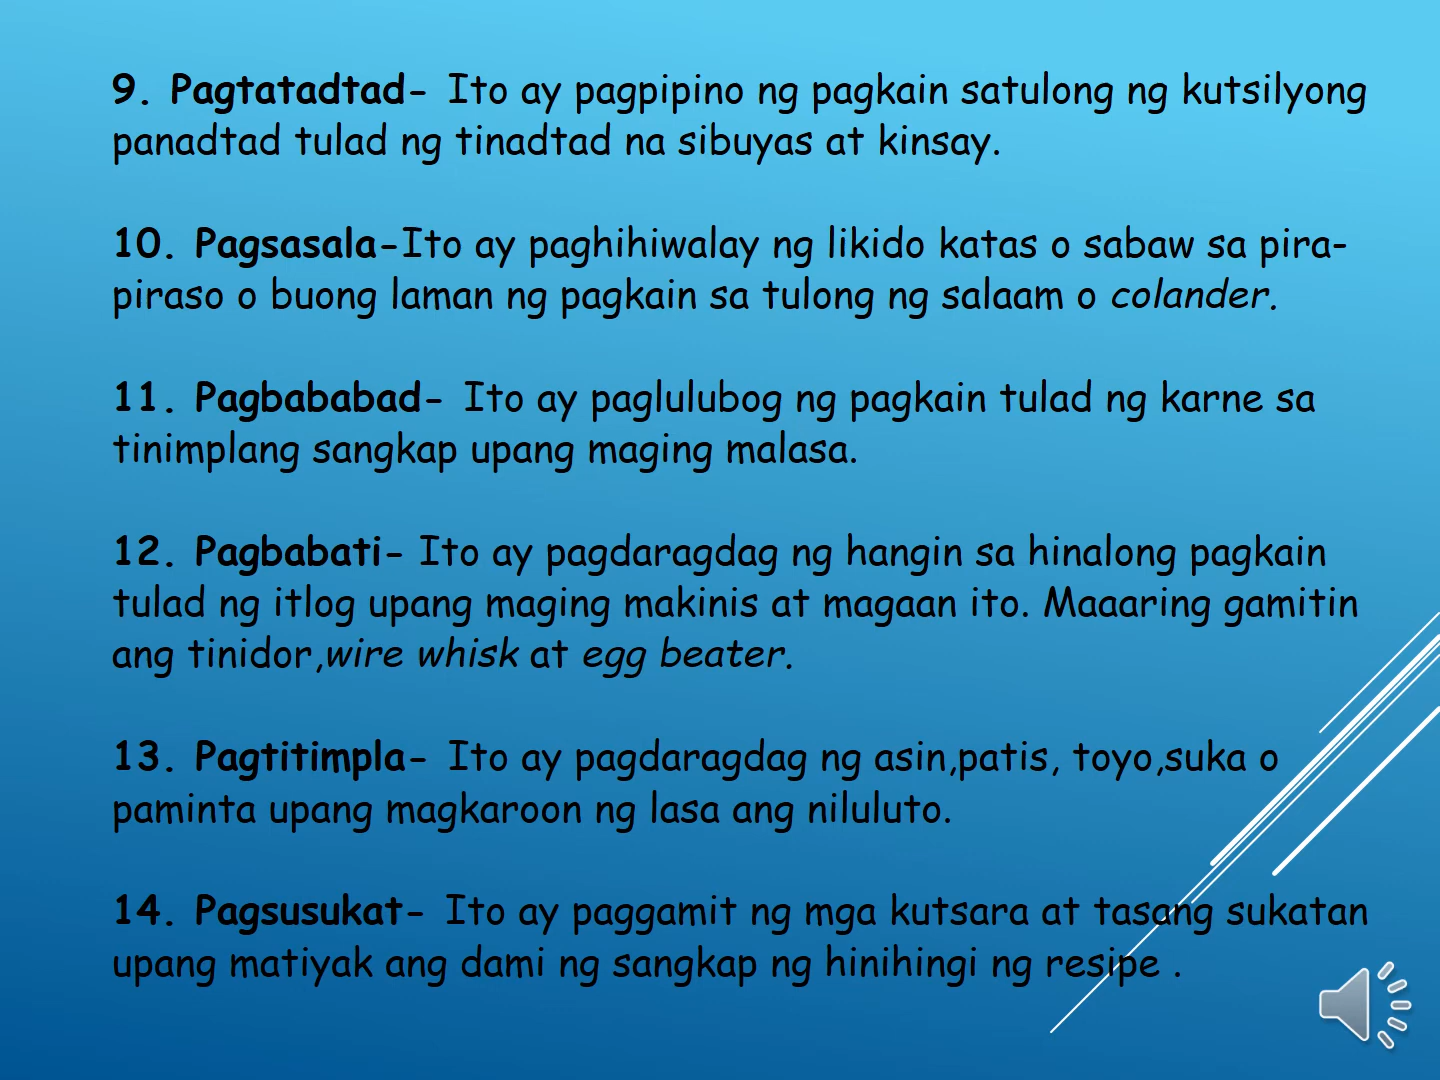 9. Pagtatadtad- Ito ay pagpipino ng pagkain satulong ng kutsilyong
panadtad tulad ng tinadtad na sibuyas at kinsay.
10. Pagsasala-Ito ay paghihiwalay ng likido katas o sabaw sa pira-
piraso o buong laman ng pagkain sa tulong ng salaam o colander.
11. Pagbababad- Ito ay paglulubog ng pagkain tulad ng karne sa
tinimplang sangkap upang maging malasa.
12. Pagbabati- Ito ay pagdaragdag ng hangin sa hinalong pagkain
tulad ng itlog upang maging makinis at magaan ito. Maaaring gamitin
ang tinidor,wire whisk at egg beater.
13. Pagtitimpla- Ito ay pagdaragdag ng asin,patis, toyo,suka o
paminta upang magkaroon ng lasa ang niluluto.
14. Pagsusukat- Ito ay paggamit ng mga kutsara at tasang sukatan
upang matiyak ang dami ng sangkap ng hinihingi ng resipe .